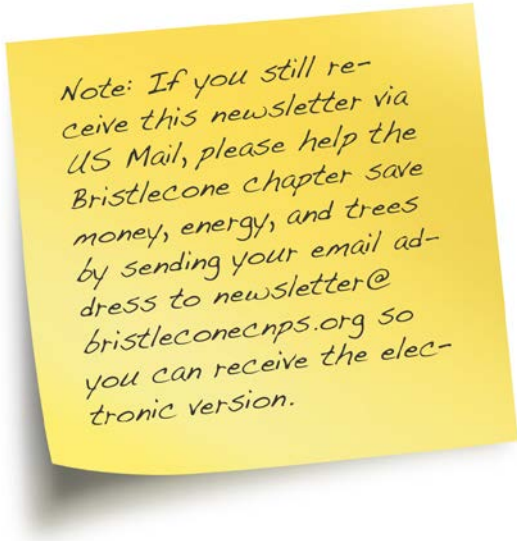 Note: If you still re-
ceive this newsletter via
US Mail, please help the
Bristlecone chapter save
money, energy, and trees
by sending your email ad-
dress to newsletter@
bristleconecnps.org so
you can receive the elec-
tronic version.